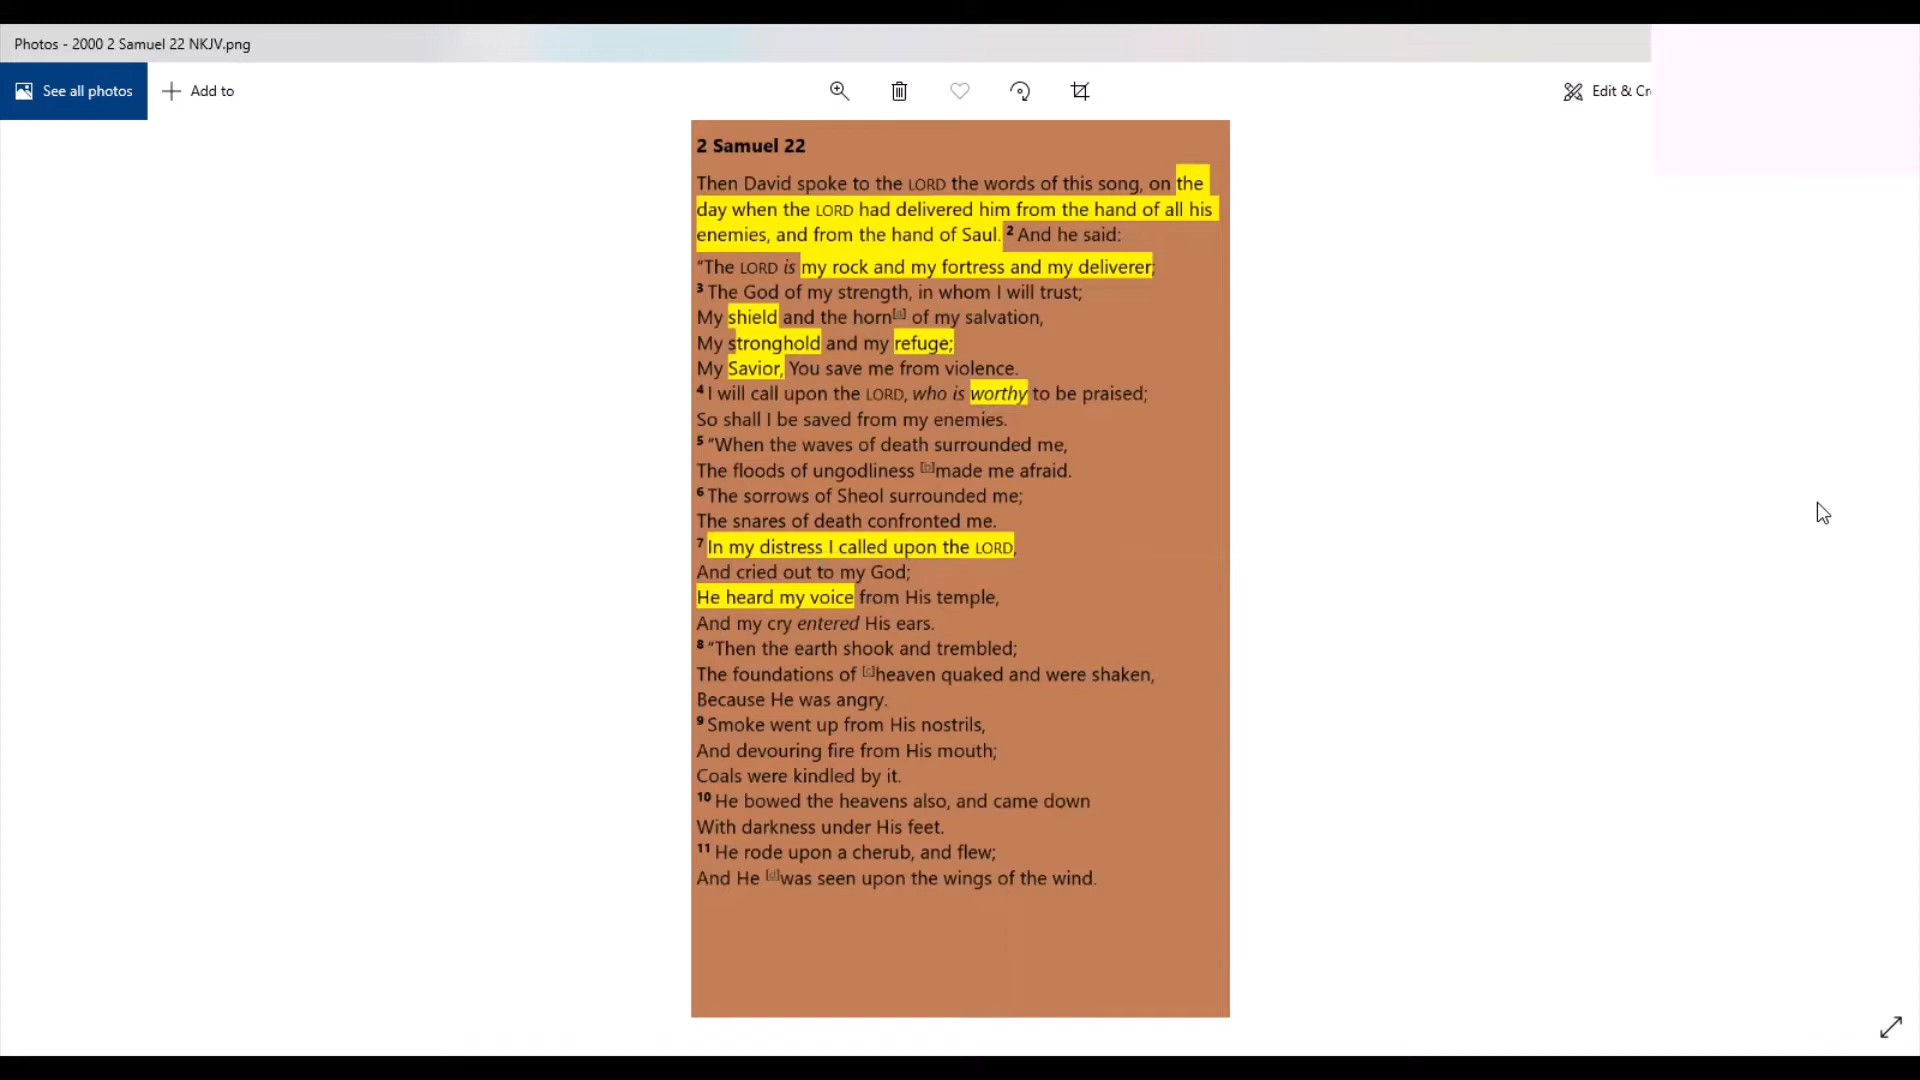 Photos - 2000 2 Samuel 22 NKJV.png
See all photos
Add to
Edit & Cr
2 Samuel 22
Then David spoke to the LORD the words of this song, on the
day when the LORD had delivered him from the hand of all his
enemies, and from the hand of Saul. 2 And he said:
“The LORD is my rock and my fortress and my deliverer;
3 The God of my strength, in whom I will trust;
My shield and the horn[a] of my salvation,
My stronghold and my refuge;
My Savior, You save me from violence.
4 I will call upon the LORD, who is worthy to be praised;
So shall I be saved from my enemies.
5 “When the waves of death surrounded me,
The floods of ungodliness [b]made me afraid.
6 The sorrows of Sheol surrounded me;
The snares of death confronted me.
7 In my distress I called upon the LORD,
And cried out to my God;
He heard my voice from His temple,
And my cry entered His ears.
8 “Then the earth shook and trembled;
The foundations of [c]heaven quaked and were shaken,
Because He was angry.
9 Smoke went up from His nostrils,
And devouring fire from His mouth;
Coals were kindled by it.
10 He bowed the heavens also, and came down
With darkness under His feet.
11 He rode upon a cherub, and flew;
And He [d]was seen upon the wings of the wind.